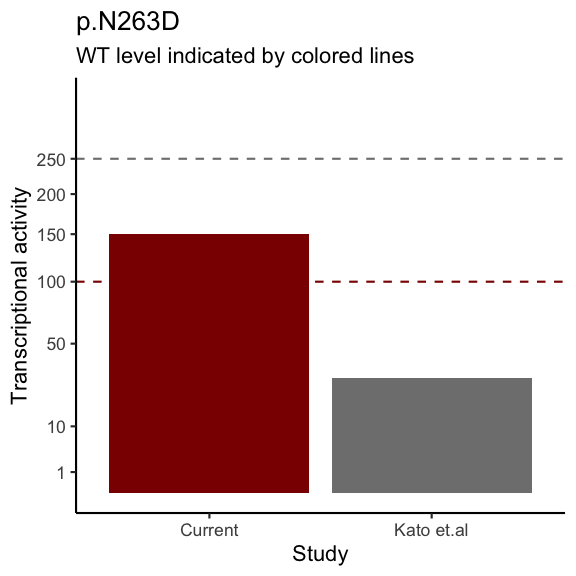 p.N263D
WT level indicated by colored lines
Transcriptional activity
250
200
150
100
50
10
1
Current
Kato et.al
Study